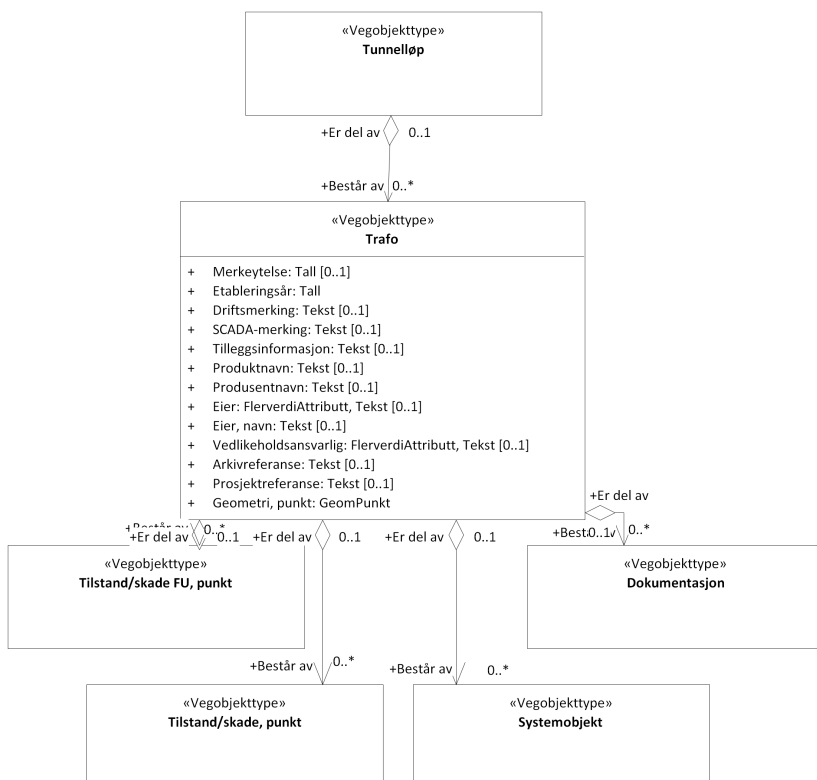 «Vegobjekttype»
Tunnelløp
+Er del av 0..1
+Består av 0..*
«Vegobjekttype»
Trafo
+ Merkeytelse: Tall [0..1]
+ Etableringsår: Tall
+ Driftsmerking: Tekst [0..1]
+ SCADA-merking: Tekst [0..1]
+ Tilleggsinformasjon: Tekst [0..1]
+ Produktnavn: Tekst [0..1]
+ Produsentnavn: Tekst [0..1]
+ Eier: FlerverdiAttributt, Tekst [0..1]
+ Eier, navn: Tekst [0..1]
+ Vedlikeholdsansvarlig: FlerverdiAttributt, Tekst [0..1]
+ Arkivreferanse: Tekst [0..1]
+ Prosjektreferanse: Tekst [0..1]
+ Geometri, punkt: GeomPunkt
+Er del av
+Består av 0..*
+Er del av 0..1 +Er del av 0..1 +Er del av 0..1
0..1 0..*
«Vegobjekttype»
Tilstand/skade FU, punkt
«Vegobjekttype»
Dokumentasjon
+Består av 0..*
+Består av 0..*
«Vegobjekttype»
Tilstand/skade, punkt
«Vegobjekttype»
Systemobjekt